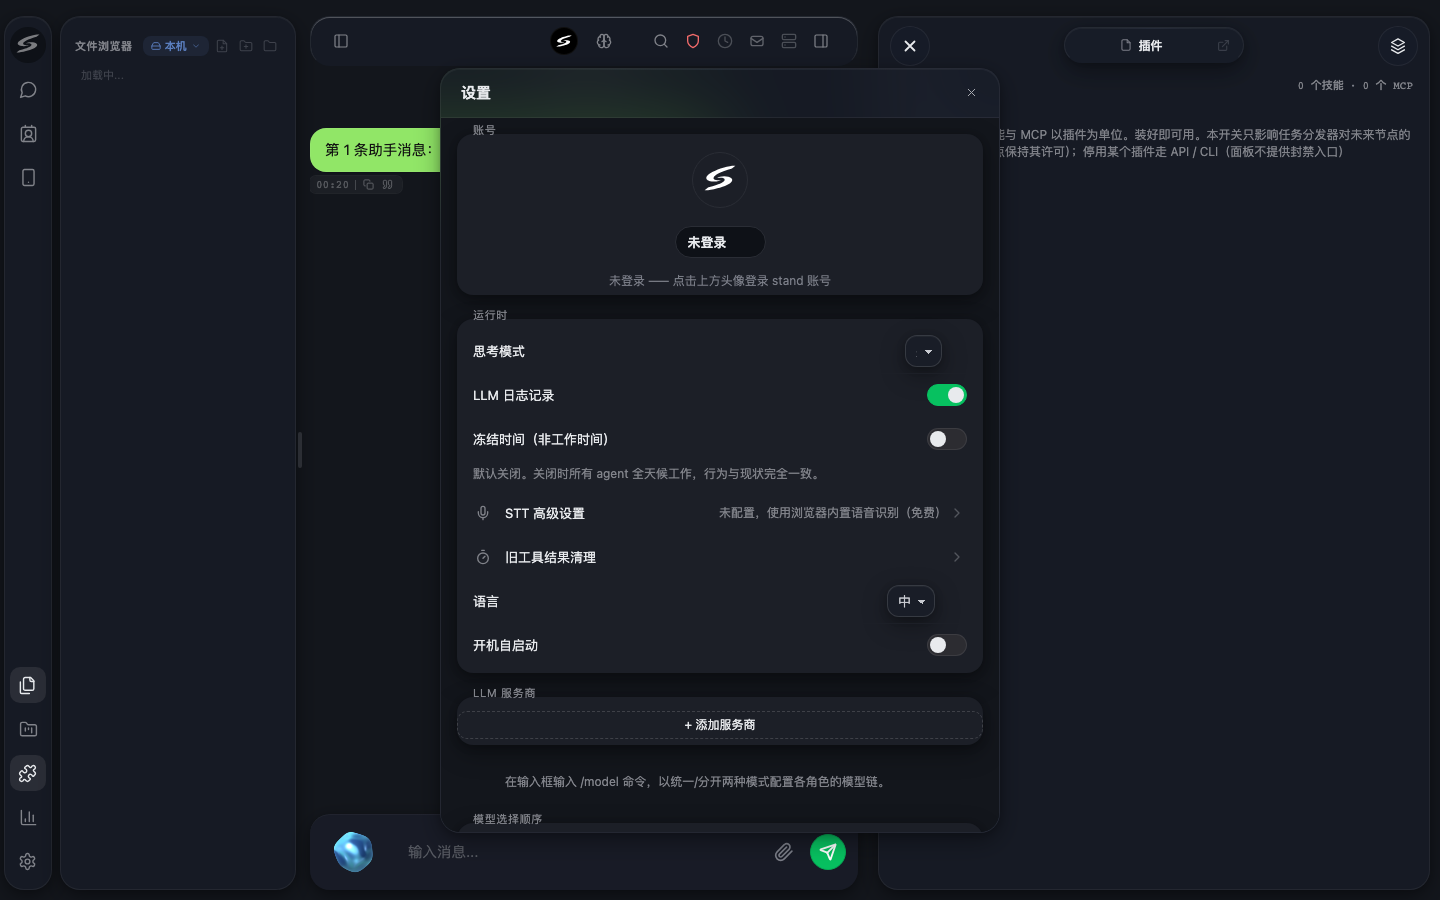 文件浏览器
本机
加载中...
第 1 条助手消息：
00:20
插件
0 个技能 · 0 个 MCP
与 MCP 以插件为单位。装好即可用。本开关只影响任务分发器对未来节点的
保持其许可）；停用某个插件走 API / CLI（面板不提供封禁入口）
设置
账号
未登录
未登录 —— 点击上方头像登录 stand 账号
运行时
思考模式
LLM 日志记录
冻结时间（非工作时间）
默认关闭。关闭时所有 agent 全天候工作，行为与现状完全一致。
STT 高级设置
未配置，使用浏览器内置语音识别（免费）
旧工具结果清理
语言
中
开机自启动
LLM 服务商
+ 添加服务商
在输入框输入 /model 命令，以统一/分开两种模式配置各角色的模型链。
模型选择顺序
输入消息...